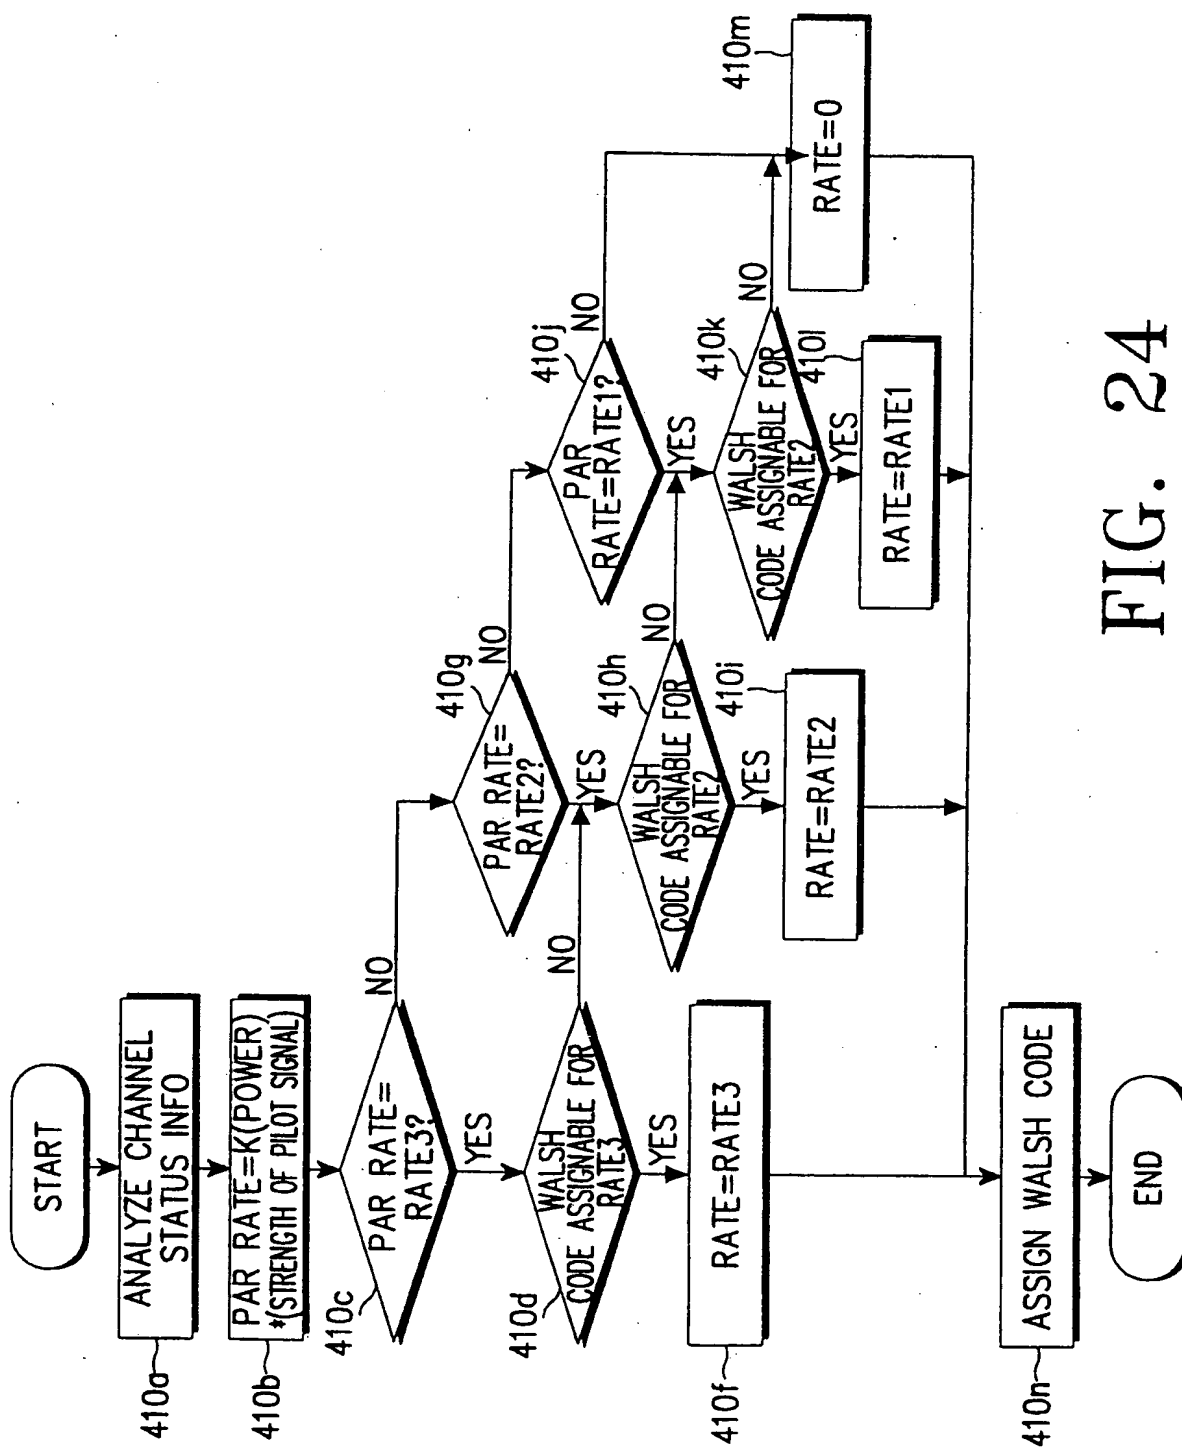 START
ANALYZE CHANNEL
STATUS INFO
410a
PAR RATE=K(POWER)
*(STRENGTH OF PILOT SIGNAL)
410b
PAR RATE=
RATE3?
410c
NO
YES
WALSH
CODE ASSIGNABLE FOR
RATE3
410d
NO
YES
RATE=RATE3
410f
PAR RATE=
RATE2?
410g
NO
YES
WALSH
CODE ASSIGNABLE FOR
RATE2
410h
NO
YES
410i
RATE=RATE2
PAR
RATE=RATE1?
410j
NO
YES
WALSH
CODE ASSIGNABLE FOR
RATE2
410k
NO
YES
410l
RATE=RATE1
410m
RATE=0
ASSIGN WALSH CODE
410n
END
FIG. 24